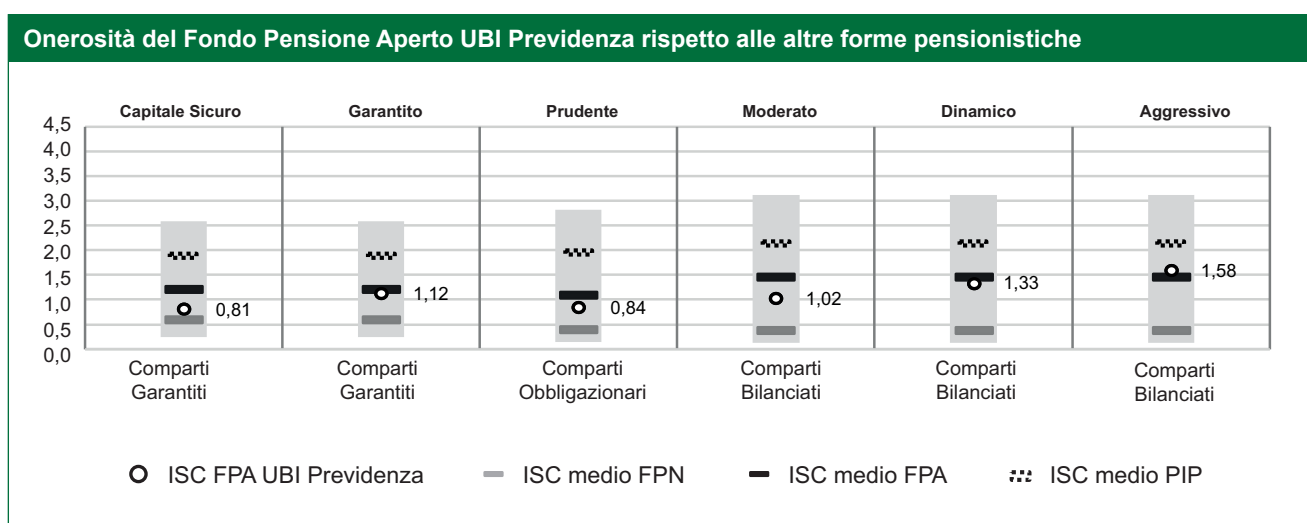 Onerosità del Fondo Pensione Aperto UBI Previdenza rispetto alle altre forme pensionistiche
Capitale Sicuro Garantito Prudente Moderato Dinamico Aggressivo
4,5
4,0
3,5
3,0
2,5
2,0
1,5
1,0
0,5
0,0
0,81 1,12 0,84 1,02 1,33 1,58
Comparti Comparti Comparti Comparti Comparti Comparti
Garantiti Garantiti Obbligazionari Bilanciati Bilanciati Bilanciati
ISC FPA UBI Previdenza ISC medio FPN ISC medio FPA ISC medio PIP